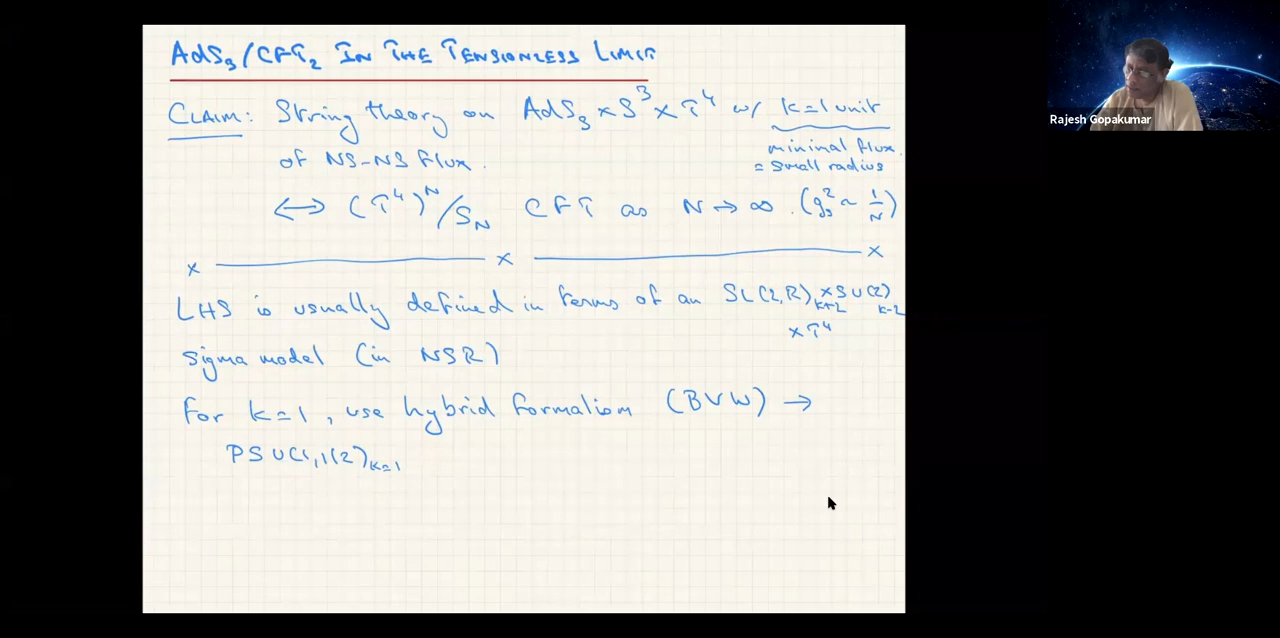 AdS₃/CFT₂ IN THE TENSIONLESS LIMIT
CLAIM: String theory on AdS₃ × S³ × T⁴ w/ k=1 unit
of NS-NS flux.
minimal flux.
= small radius
↔ (T⁴)^N/S_N CFT as N → ∞. (g_s² ~ 1/N)
x ——— x ——— x
LHS is usually defined in terms of an SL(2,R)_{k+2} × SU(2)_{k-2}
× T⁴
sigma model (in NSR)
For k=1, use hybrid formalism (BVW) →
PSU(1,1|2)_{k=1}
Rajesh Gopakumar